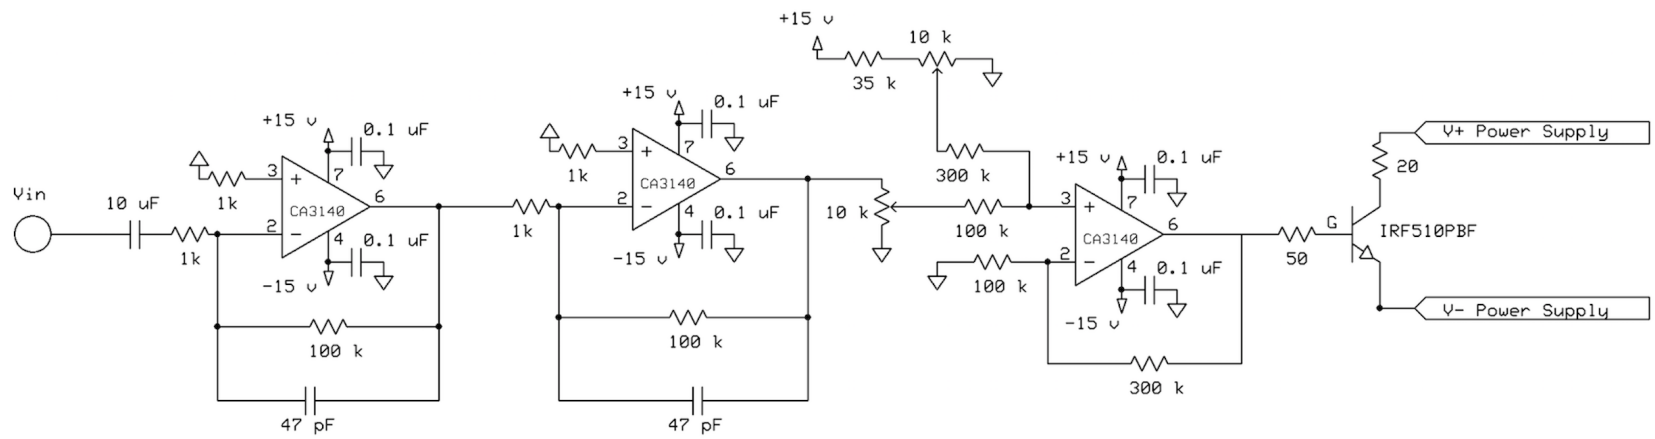 Vin
10 uF
1k
1k
+15 v
0.1 uF
3
+
7
CA3140
6
2
−
4
0.1 uF
-15 v
100 k
47 pF
1k
1k
+15 v
0.1 uF
3
+
7
CA3140
6
2
−
4
0.1 uF
-15 v
100 k
47 pF
10 k
+15 v
35 k
10 k
300 k
100 k
100 k
+15 v
0.1 uF
3
+
7
CA3140
6
2
−
4
0.1 uF
-15 v
300 k
50
G
IRF510PBF
20
V+ Power Supply
V- Power Supply